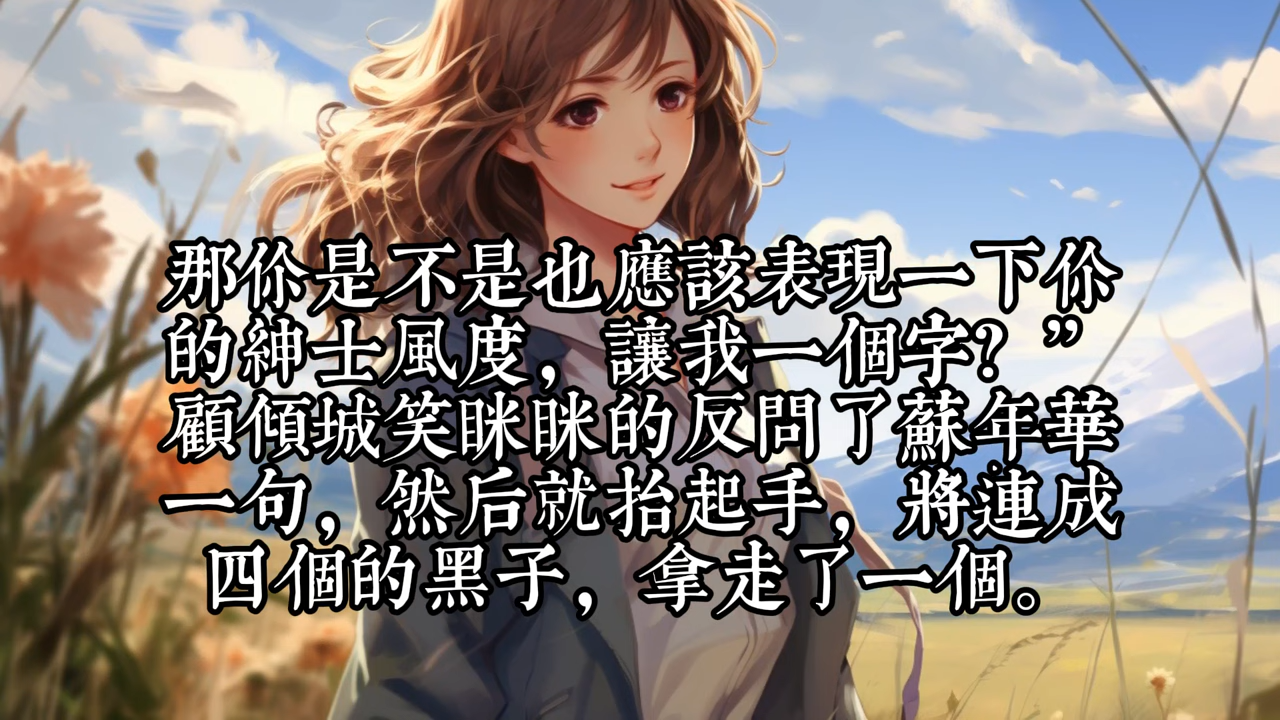 那你是不是也應該表現一下你
的紳士風度，讓我一個字？”
顧傾城笑眯眯的反問了蘇年華
一句，然后就抬起手，將連成
四個的黑子，拿走了一個。